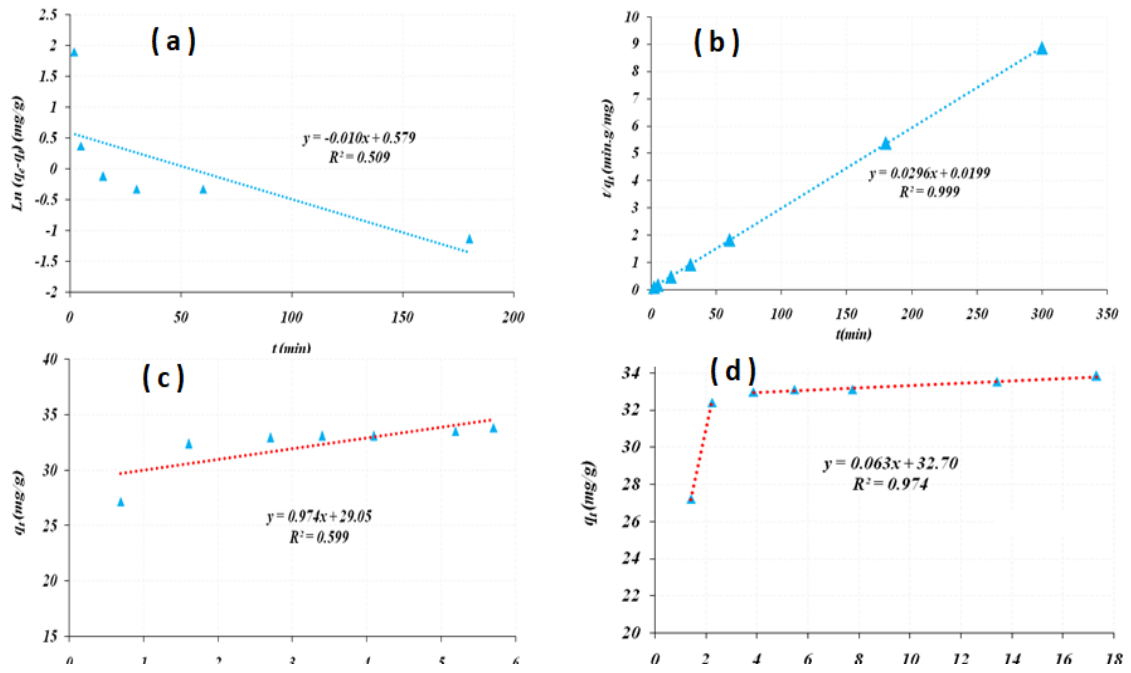 ( a )
2.5
2
1.5
1
0.5
0
-0.5
-1
-1.5
-2
Ln (qe-qt) (mg/g)
y = -0.010x + 0.579
R² = 0.509
0 50 100 150 200
t (min)
( b )
10
9
8
7
6
5
4
3
2
1
0
t/qt (min.g/mg)
y = 0.0296x + 0.0199
R² = 0.999
0 50 100 150 200 250 300 350
t(min)
( c )
40
35
30
25
20
15
qt (mg/g)
y = 0.974x + 29.05
R² = 0.599
0 1 2 3 4 5 6
( d )
34
32
30
28
26
24
22
20
qt (mg/g)
y = 0.063x + 32.70
R² = 0.974
0 2 4 6 8 10 12 14 16 18